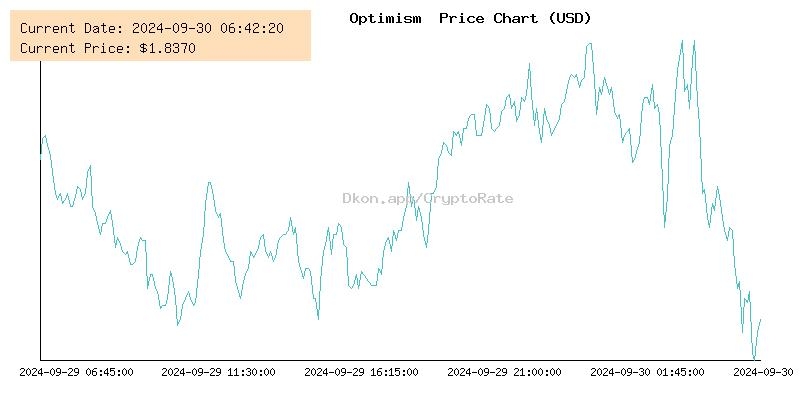 Optimism Price Chart (USD)
Current Date: 2024-09-30 06:42:20
Current Price: $1.8370
Dkon.app/CryptoRate
2024-09-29 06:45:00 2024-09-29 11:30:00 2024-09-29 16:15:00 2024-09-29 21:00:00 2024-09-30 01:45:00 2024-09-30